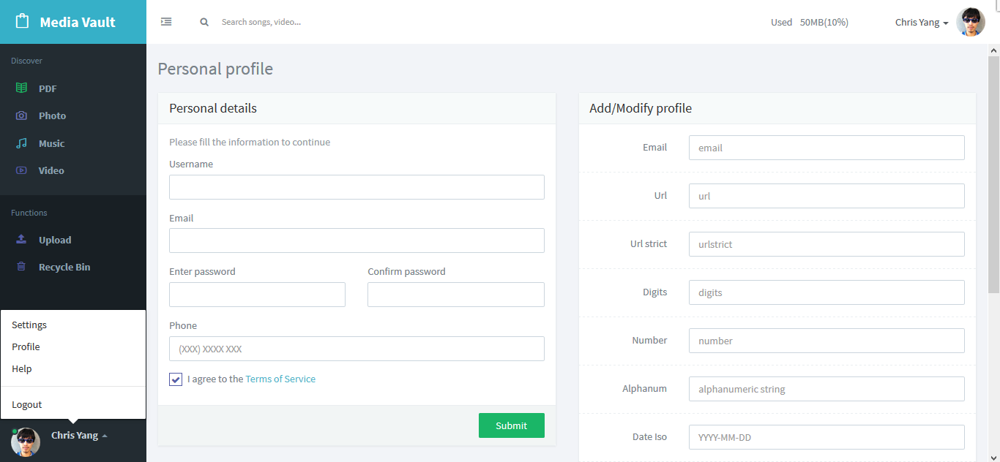 Media Vault
Search songs, video...
Used 50MB(10%)
Chris Yang
Discover
PDF
Photo
Music
Video
Functions
Upload
Recycle Bin
Settings
Profile
Help
Logout
Chris Yang
Personal profile
Personal details
Please fill the information to continue
Username
Email
Enter password Confirm password
Phone
(XXX) XXXX XXX
I agree to the Terms of Service
Submit
Add/Modify profile
Email email
Url url
Url strict urlstrict
Digits digits
Number number
Alphanum alphanumeric string
Date Iso YYYY-MM-DD